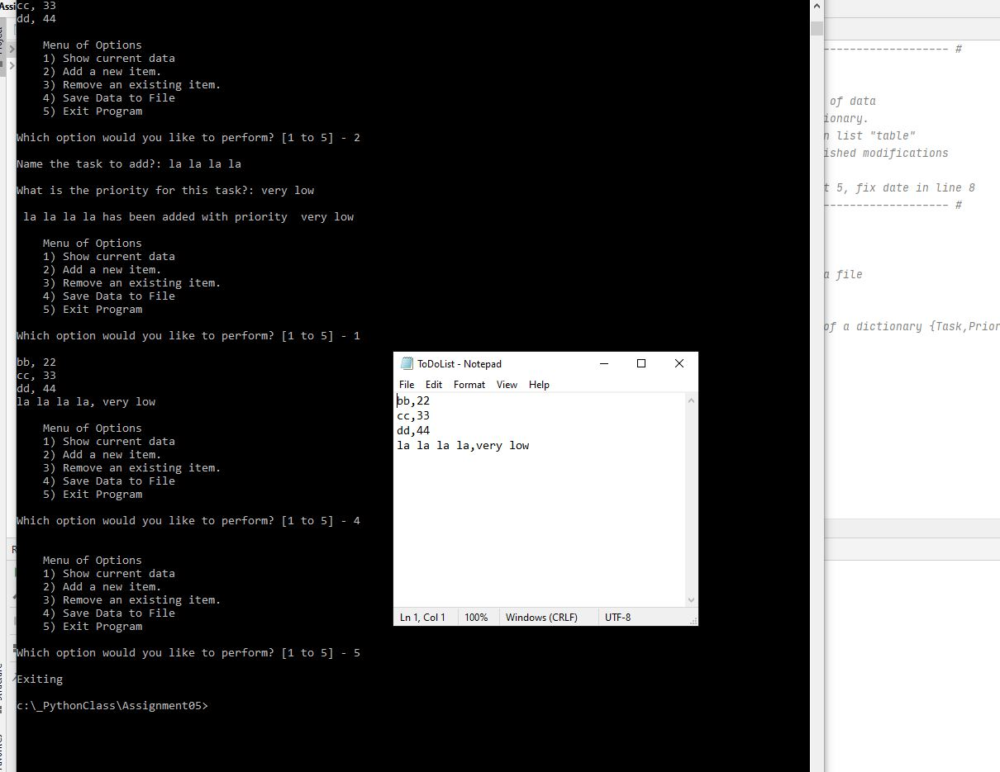 Assi
cc, 33
dd, 44
Menu of Options
1) Show current data
2) Add a new item.
3) Remove an existing item.
4) Save Data to File
5) Exit Program
Which option would you like to perform? [1 to 5] - 2
Name the task to add?: la la la la
What is the priority for this task?: very low
la la la la has been added with priority  very low
Menu of Options
1) Show current data
2) Add a new item.
3) Remove an existing item.
4) Save Data to File
5) Exit Program
Which option would you like to perform? [1 to 5] - 1
bb, 22
cc, 33
dd, 44
la la la la, very low
Menu of Options
1) Show current data
2) Add a new item.
3) Remove an existing item.
4) Save Data to File
5) Exit Program
Which option would you like to perform? [1 to 5] - 4
Menu of Options
1) Show current data
2) Add a new item.
3) Remove an existing item.
4) Save Data to File
5) Exit Program
Which option would you like to perform? [1 to 5] - 5
Exiting
c:\_PythonClass\Assignment05>
ToDoList - Notepad
File Edit Format View Help
bb,22
cc,33
dd,44
la la la la,very low
Ln 1, Col 1 100% Windows (CRLF) UTF-8
------------------- #
of data
ionary.
n list "table"
ished modifications
t 5, fix date in line 8
------------------- #
a file
of a dictionary {Task,Prior